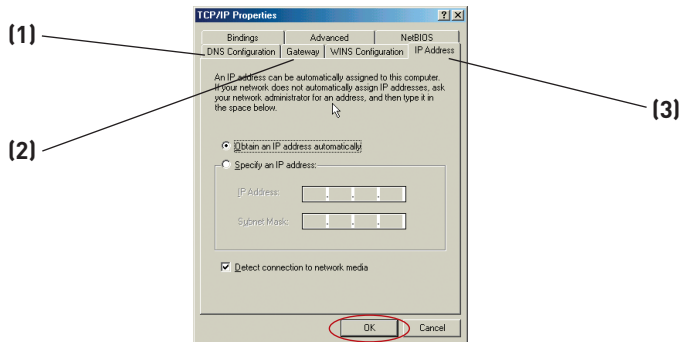 TCP/IP Properties
Bindings Advanced NetBIOS
DNS Configuration Gateway WINS Configuration IP Address
(1)
(2)
(3)
An IP address can be automatically assigned to this computer.
If your network does not automatically assign IP addresses, ask
your network administrator for an address, and then type it in
the space below.
Obtain an IP address automatically
Specify an IP address:
IP Address:
Subnet Mask:
Detect connection to network media
OK Cancel